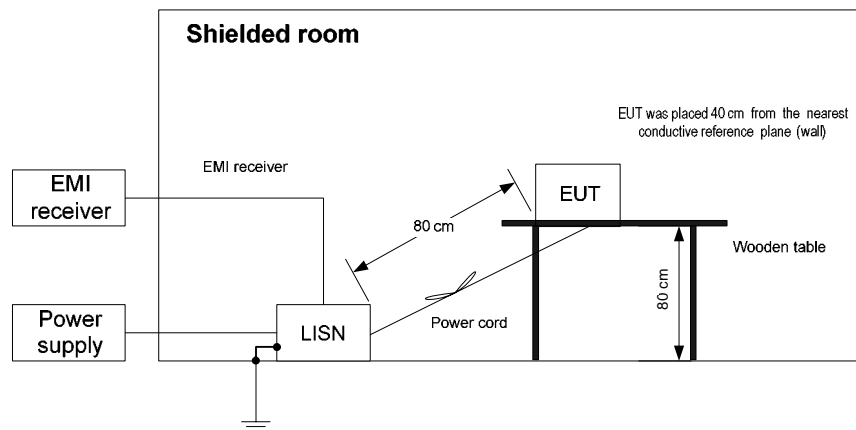 Shielded room
EUT was placed 40 cm from the nearest
conductive reference plane (wall)
EMI receiver
EMI
receiver
EUT
80 cm
Wooden table
80 cm
Power
supply
LISN
Power cord